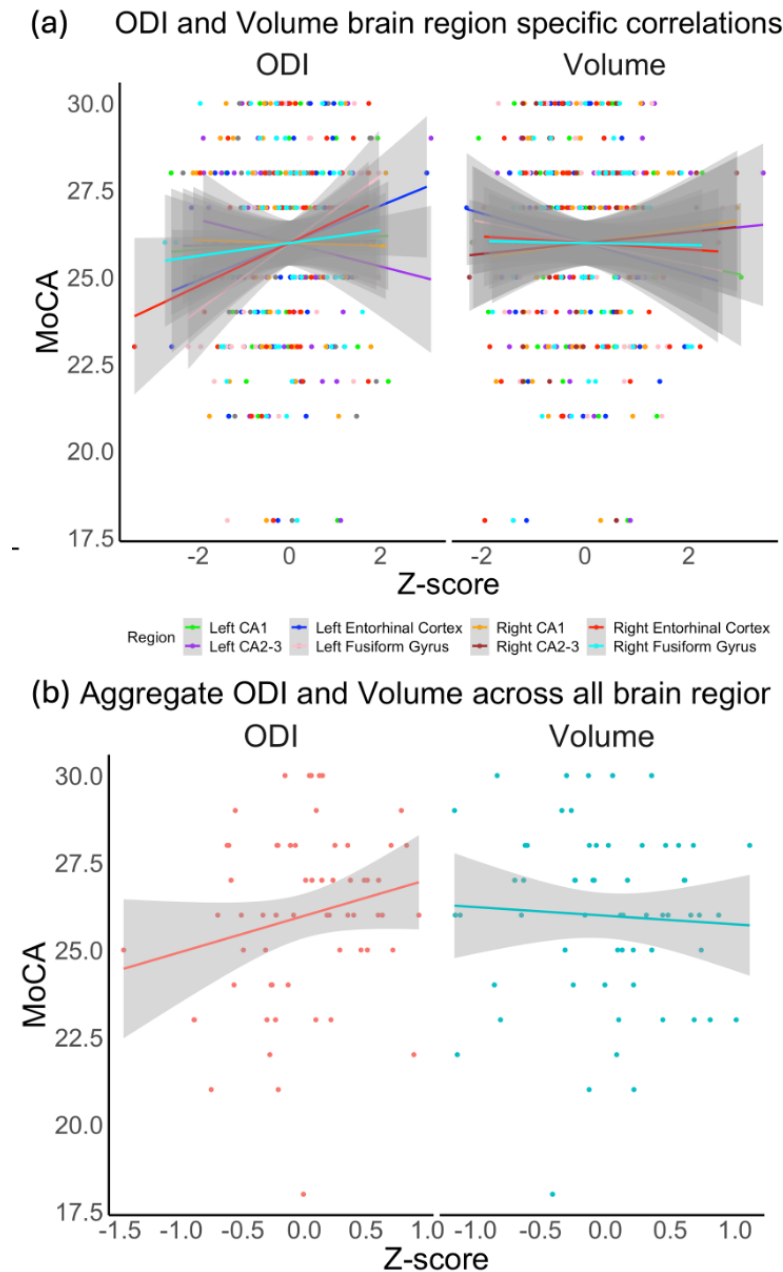 (a) ODI and Volume brain region specific correlations
ODI Volume
30.0
27.5
25.0
22.5
20.0
17.5
MoCA
-2 0 2 -2 0 2
Z-score
Region
Left CA1 Left Entorhinal Cortex Right CA1 Right Entorhinal Cortex
Left CA2-3 Left Fusiform Gyrus Right CA2-3 Right Fusiform Gyrus
(b) Aggregate ODI and Volume across all brain regior
ODI Volume
30.0
27.5
25.0
22.5
20.0
17.5
MoCA
-1.5 -1.0 -0.5 0.0 0.5 1.0 -1.0 -0.5 0.0 0.5 1.0
Z-score